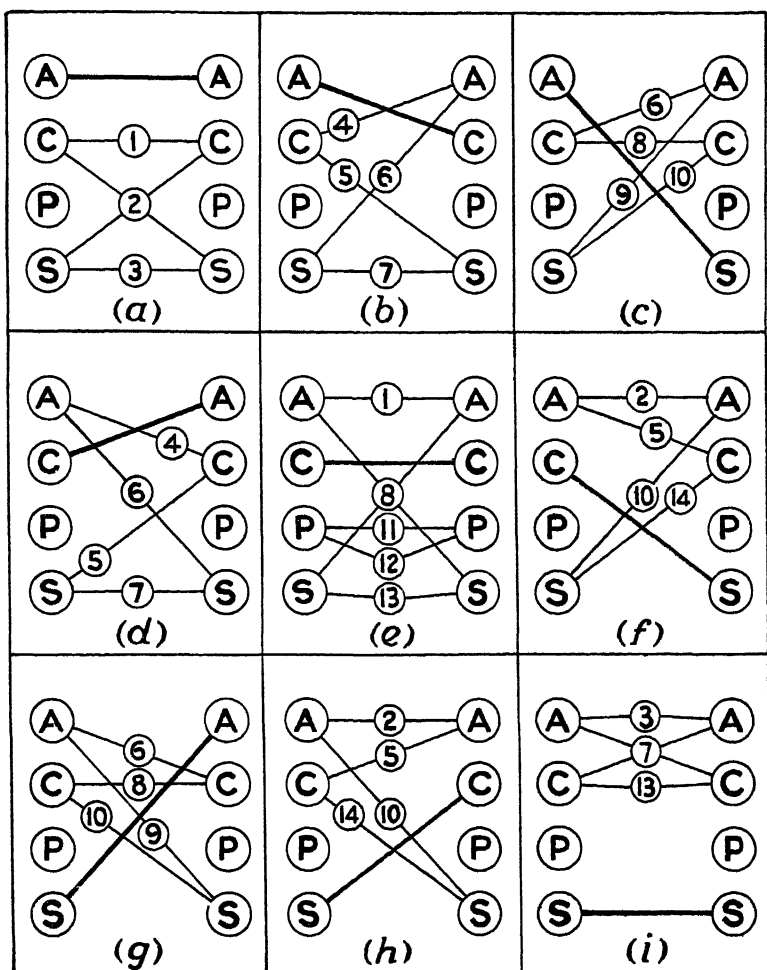 A A A A A A
4 6
C 1 C C C C 8 C
5 6
2 9 10
P P P P P P
S 3 S S 7 S S S
(a) (b) (c)
A A A 1 A A 2 A
4 5
C C C C C C
6 8 10 14
P P P 11 P P P
5 12
S 7 S S 13 S S S
(d) (e) (f)
A A A 2 A A 3 A
6 5 7
C 8 C C C C 13 C
10 9 14 10
P P P P P P
S S S S S S
(g) (h) (i)